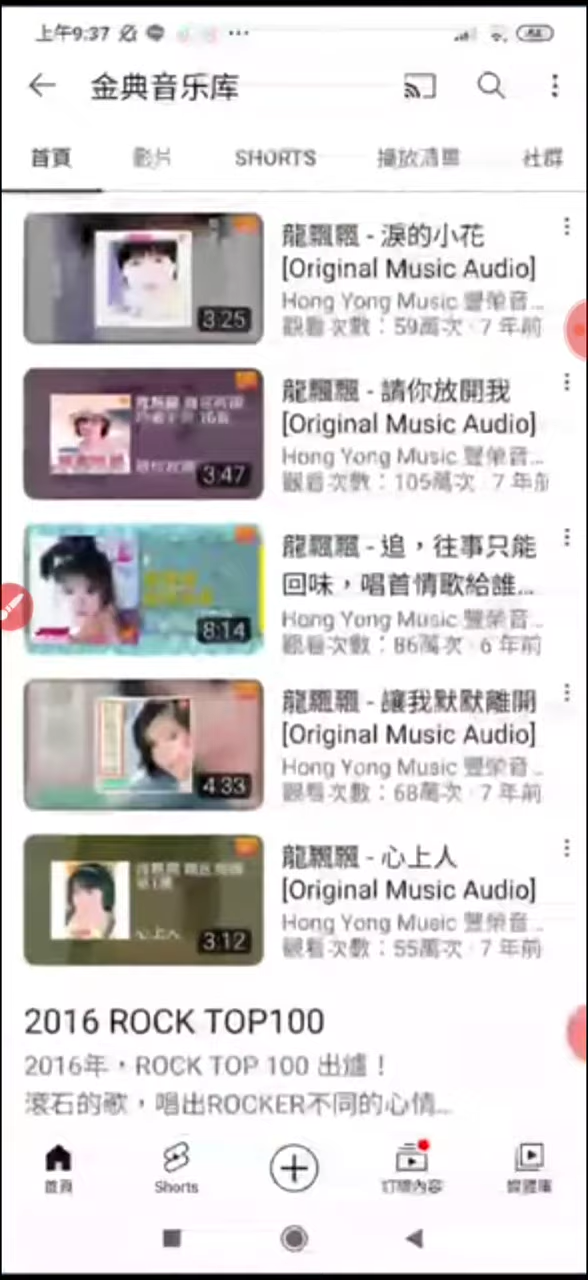 上午9:37
金典音乐库
首頁 影片 SHORTS 播放清單 社群
龍飄飄 - 淚的小花
[Original Music Audio]
Hong Yong Music 豐榮音...
觀看次數：59萬次 · 7 年前
3:25
龍飄飄 - 請你放開我
[Original Music Audio]
Hong Yong Music 豐榮音...
觀看次數：105萬次 · 7 年前
3:47
龍飄飄 - 追，往事只能
回味，唱首情歌給誰...
Hong Yong Music 豐榮音...
觀看次數：86萬次 · 6 年前
8:14
龍飄飄 - 讓我默默離開
[Original Music Audio]
Hong Yong Music 豐榮音...
觀看次數：68萬次 · 7 年前
4:33
龍飄飄 - 心上人
[Original Music Audio]
Hong Yong Music 豐榮音...
觀看次數：55萬次 · 7 年前
心上人
3:12
2016 ROCK TOP100
2016年，ROCK TOP 100 出爐！
滾石的歌，唱出ROCKER不同的心情...
首頁 Shorts 訂閱內容 媒體庫